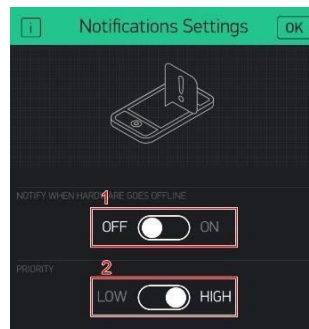 i Notifications Settings OK
!
NOTIFY WHEN HARDWARE GOES OFFLINE
1
OFF ON
PRIORITY
2
LOW HIGH